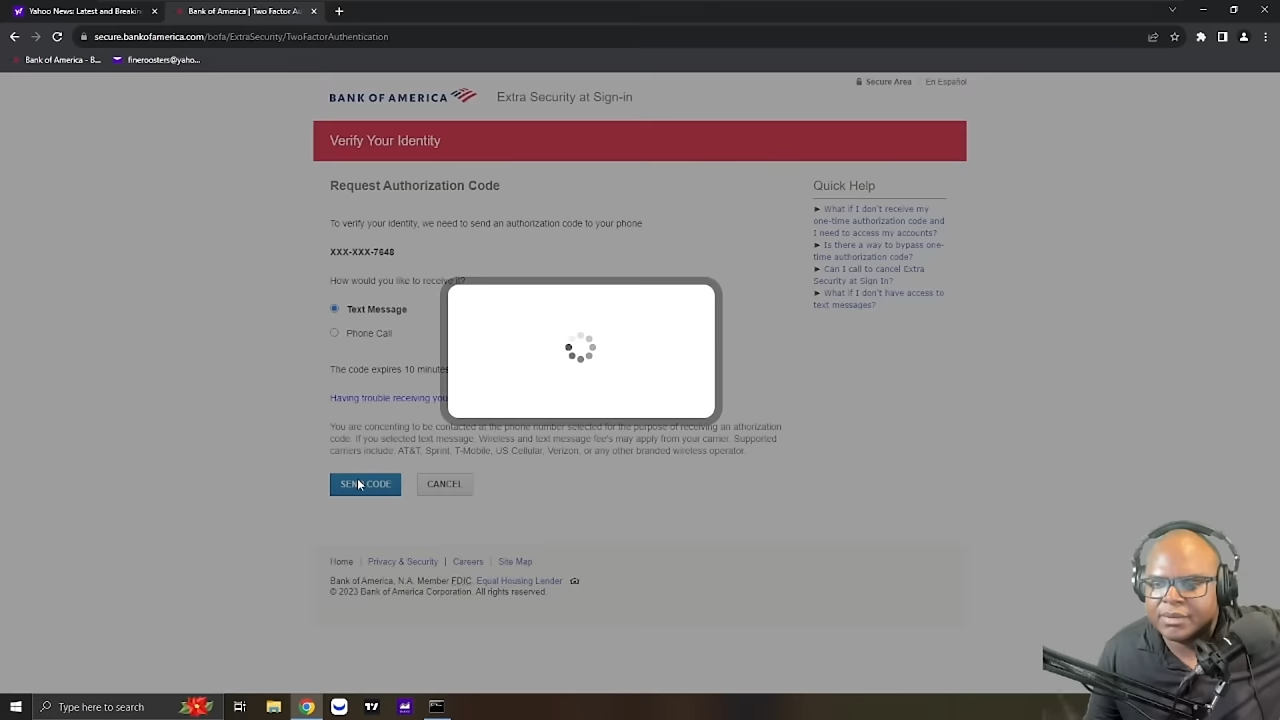 Yahoo News: Latest and Breakin
Bank of America | Two Factor Au
secure.bankofamerica.com/bofa/ExtraSecurity/TwoFactorAuthentication
Bank of America - B...
fineroosters@yaho...
Secure Area
En Español
BANK OF AMERICA
Extra Security at Sign-in
Verify Your Identity
Request Authorization Code
To verify your identity, we need to send an authorization code to your phone
XXX-XXX-7648
How would you like to receive it?
Text Message
Phone Call
The code expires 10 minutes
Having trouble receiving you
You are concenting to be contacted at the phone number selected for the purpose of receiving an athorization
code. If you selected text message, Wireless and text message fee's may apply from your carrier. Supported
carriers include: AT&T, Sprint, T-Mobile, US Cellular, Verizon, or any other branded wireless operator.
SEND CODE
CANCEL
Quick Help
► What if I don't receive my
one-time authorization code and
I need to access my accounts?
► Is there a way to bypass one-
time authorization code?
► Can I call to cancel Extra
Security at Sign In?
► What if I don't have access to
text messages?
Home | Privacy & Security | Careers | Site Map
Bank of America, N.A. Member FDIC. Equal Housing Lender
© 2023 Bank of America Corporation. All rights reserved.
Type here to search